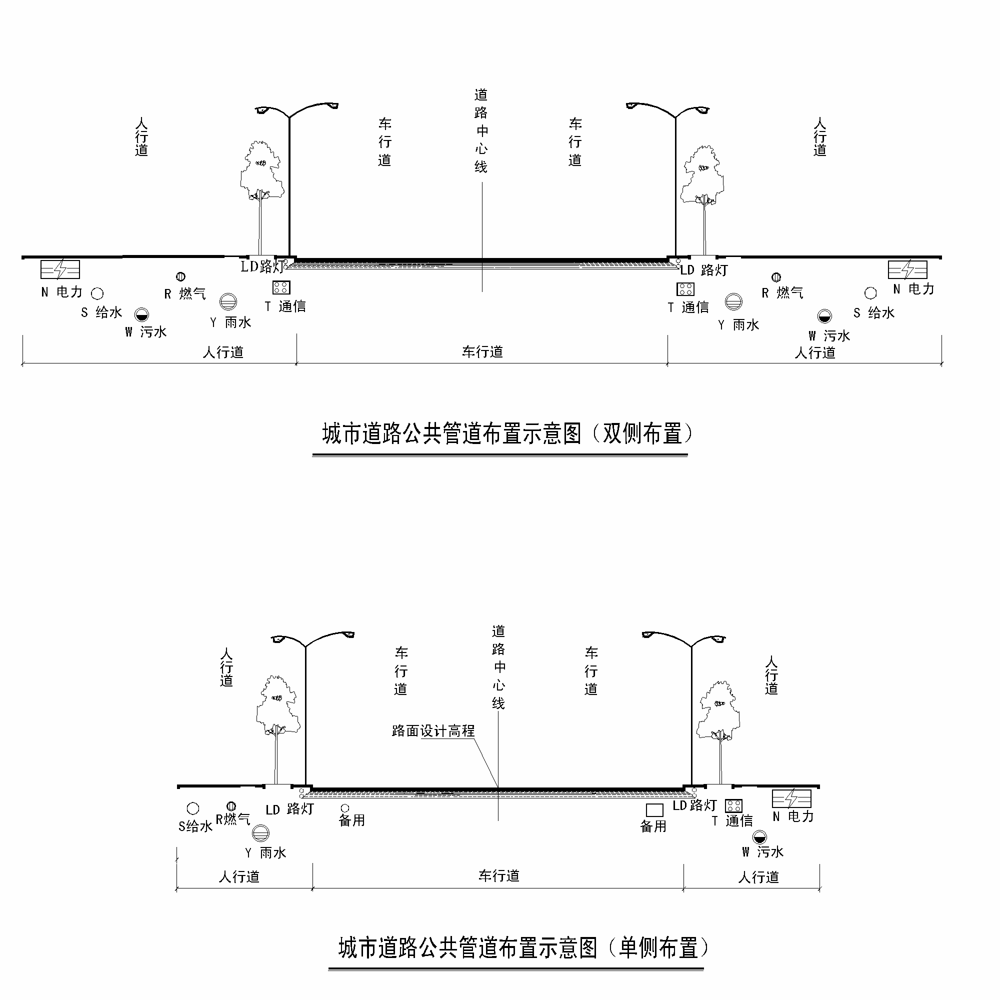 道路中心线
人行道
车行道
车行道
人行道
LD路灯
LD 路灯
N 电力
R 燃气
T 通信
R 燃气
N 电力
S 给水
Y 雨水
T 通信
Y 雨水
S 给水
W 污水
W 污水
人行道
车行道
人行道
城市道路公共管道布置示意图（双侧布置）
道路中心线
人行道
车行道
车行道
人行道
路面设计高程
S给水
R燃气
LD 路灯
备用
备用
LD路灯
T 通信
N 电力
Y 雨水
W 污水
人行道
车行道
人行道
城市道路公共管道布置示意图（单侧布置）